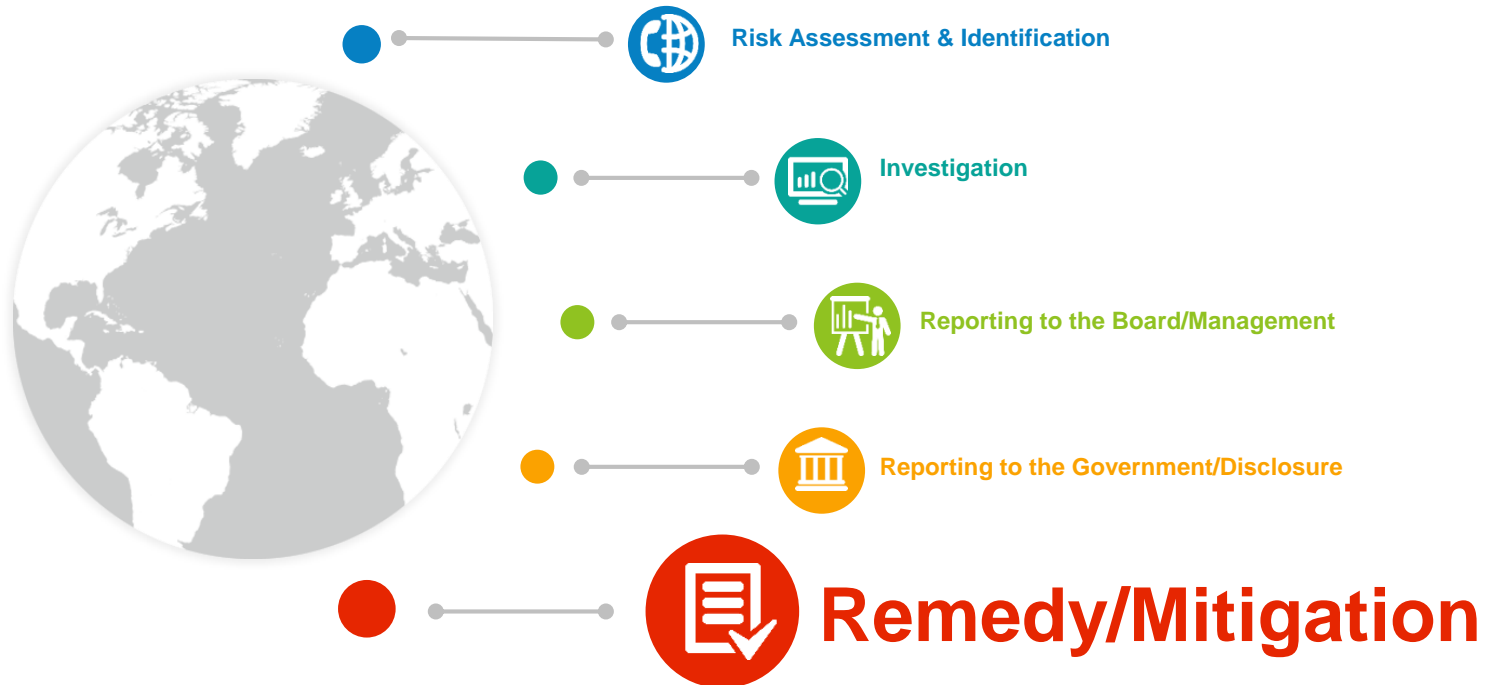 Risk Assessment & Identification
Investigation
Reporting to the Board/Management
Reporting to the Government/Disclosure
Remedy/Mitigation